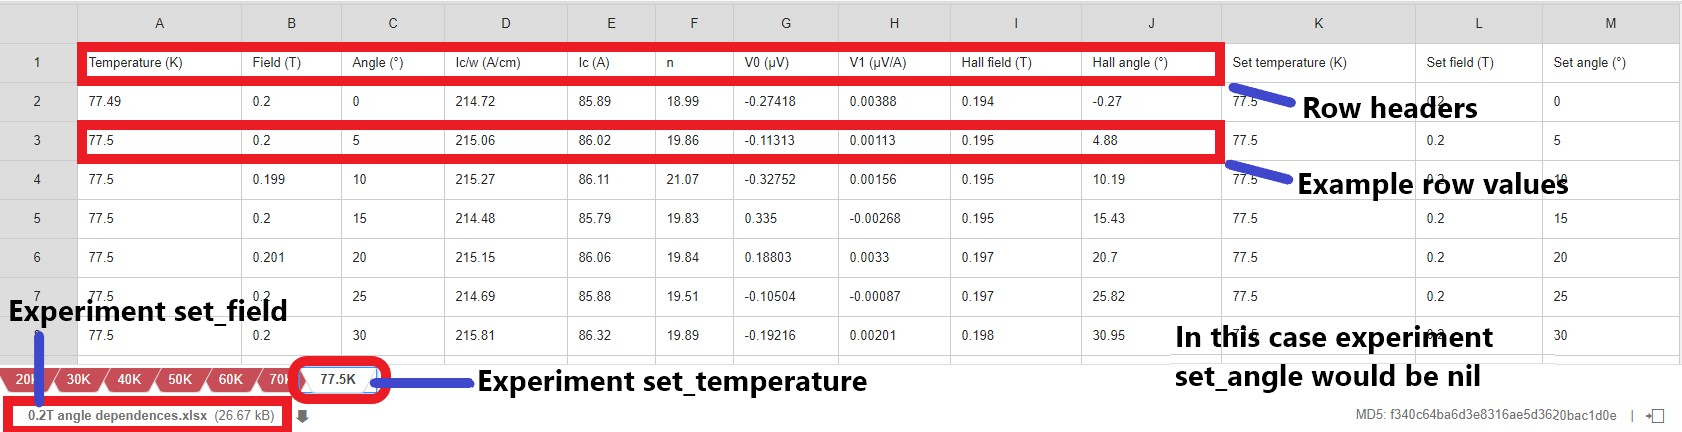 A B C D E F G H I J K L M
1 Temperature (K) Field (T) Angle (°) Ic/w (A/cm) Ic (A) n V0 (µV) V1 (µV/A) Hall field (T) Hall angle (°) Set temperature (K) Set field (T) Set angle (°)
2 77.49 0.2 0 214.72 85.89 18.99 -0.27418 0.00388 0.194 -0.27 77.5 0.2 0
Row headers
3 77.5 0.2 5 215.06 86.02 19.86 -0.11313 0.00113 0.195 4.88 77.5 0.2 5
4 77.5 0.199 10 215.27 86.11 21.07 -0.32752 0.00156 0.195 10.19 77.5 0.2 10
Example row values
5 77.5 0.2 15 214.48 85.79 19.83 0.335 -0.00268 0.195 15.43 77.5 0.2 15
6 77.5 0.201 20 215.15 86.06 19.84 0.18803 0.0033 0.197 20.7 77.5 0.2 20
7 77.5 0.2 25 214.69 85.88 19.51 -0.10504 -0.00087 0.197 25.82 77.5 0.2 25
Experiment set_field
8 77.5 0.2 30 215.81 86.32 19.89 -0.19216 0.00201 0.198 30.95 77.5 0.2 30
In this case experiment
set_angle would be nil
20K 30K 40K 50K 60K 70K 77.5K
Experiment set_temperature
0.2T angle dependences.xlsx (26.67 kB)
MD5: f340c64ba6d3e8316ae5d3620bac1d0e